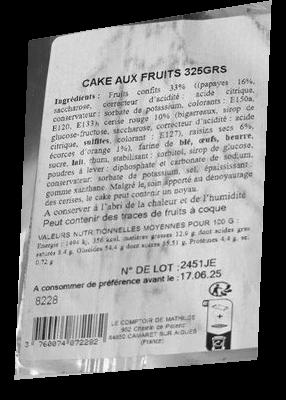 CAKE AUX FRUITS 325GRS
Ingrédients : Fruits confits 33% ((papayes 16%,
saccharose, correcteur d'acidité : acide citrique,
conservateur: sorbate de potassium, colorants : E150a,
E120, E133), cerise rouge 10% (bigarreaux, sirop de
glucose-fructose, saccharose, correcteur d'acidité : acide
citrique, sulfites, colorant : E127), raisins secs 6%,
écorces d'orange 1%), farine de blé, œufs, beurre,
sucre, lait, rhum, stabilisant : sorbitol, sirop de glucose,
poudres à lever : diphosphate et carbonate de sodium,
conservateur: sorbate de potassium, sel, épaississant:
gomme xanthane. Malgré le soin apporté au dénoyautage
des cerises, le cake peut contenir un noyau.
A conserver à l'abri de la chaleur et de l'humidité
Peut contenir des traces de fruits à coque
VALEURS NUTRITIONNELLES MOYENNES POUR 100 G :
Energie : 1494 kj, 356 kcal, matières grasses 12.9 g, dont acides gras
saturés 8.4 g, Glucides 54,4 g dont sucres 35,51 g, Protéines 4,4 g, sel
0,72 g
N° DE LOT : 2451JE
A consommer de préférence avant le : 17.06.25
8228
3 760074 072282
LE COMPTOIR DE MATHILDE
982 Chemin de
84850 CAMARET SUR AIGUES
(France)